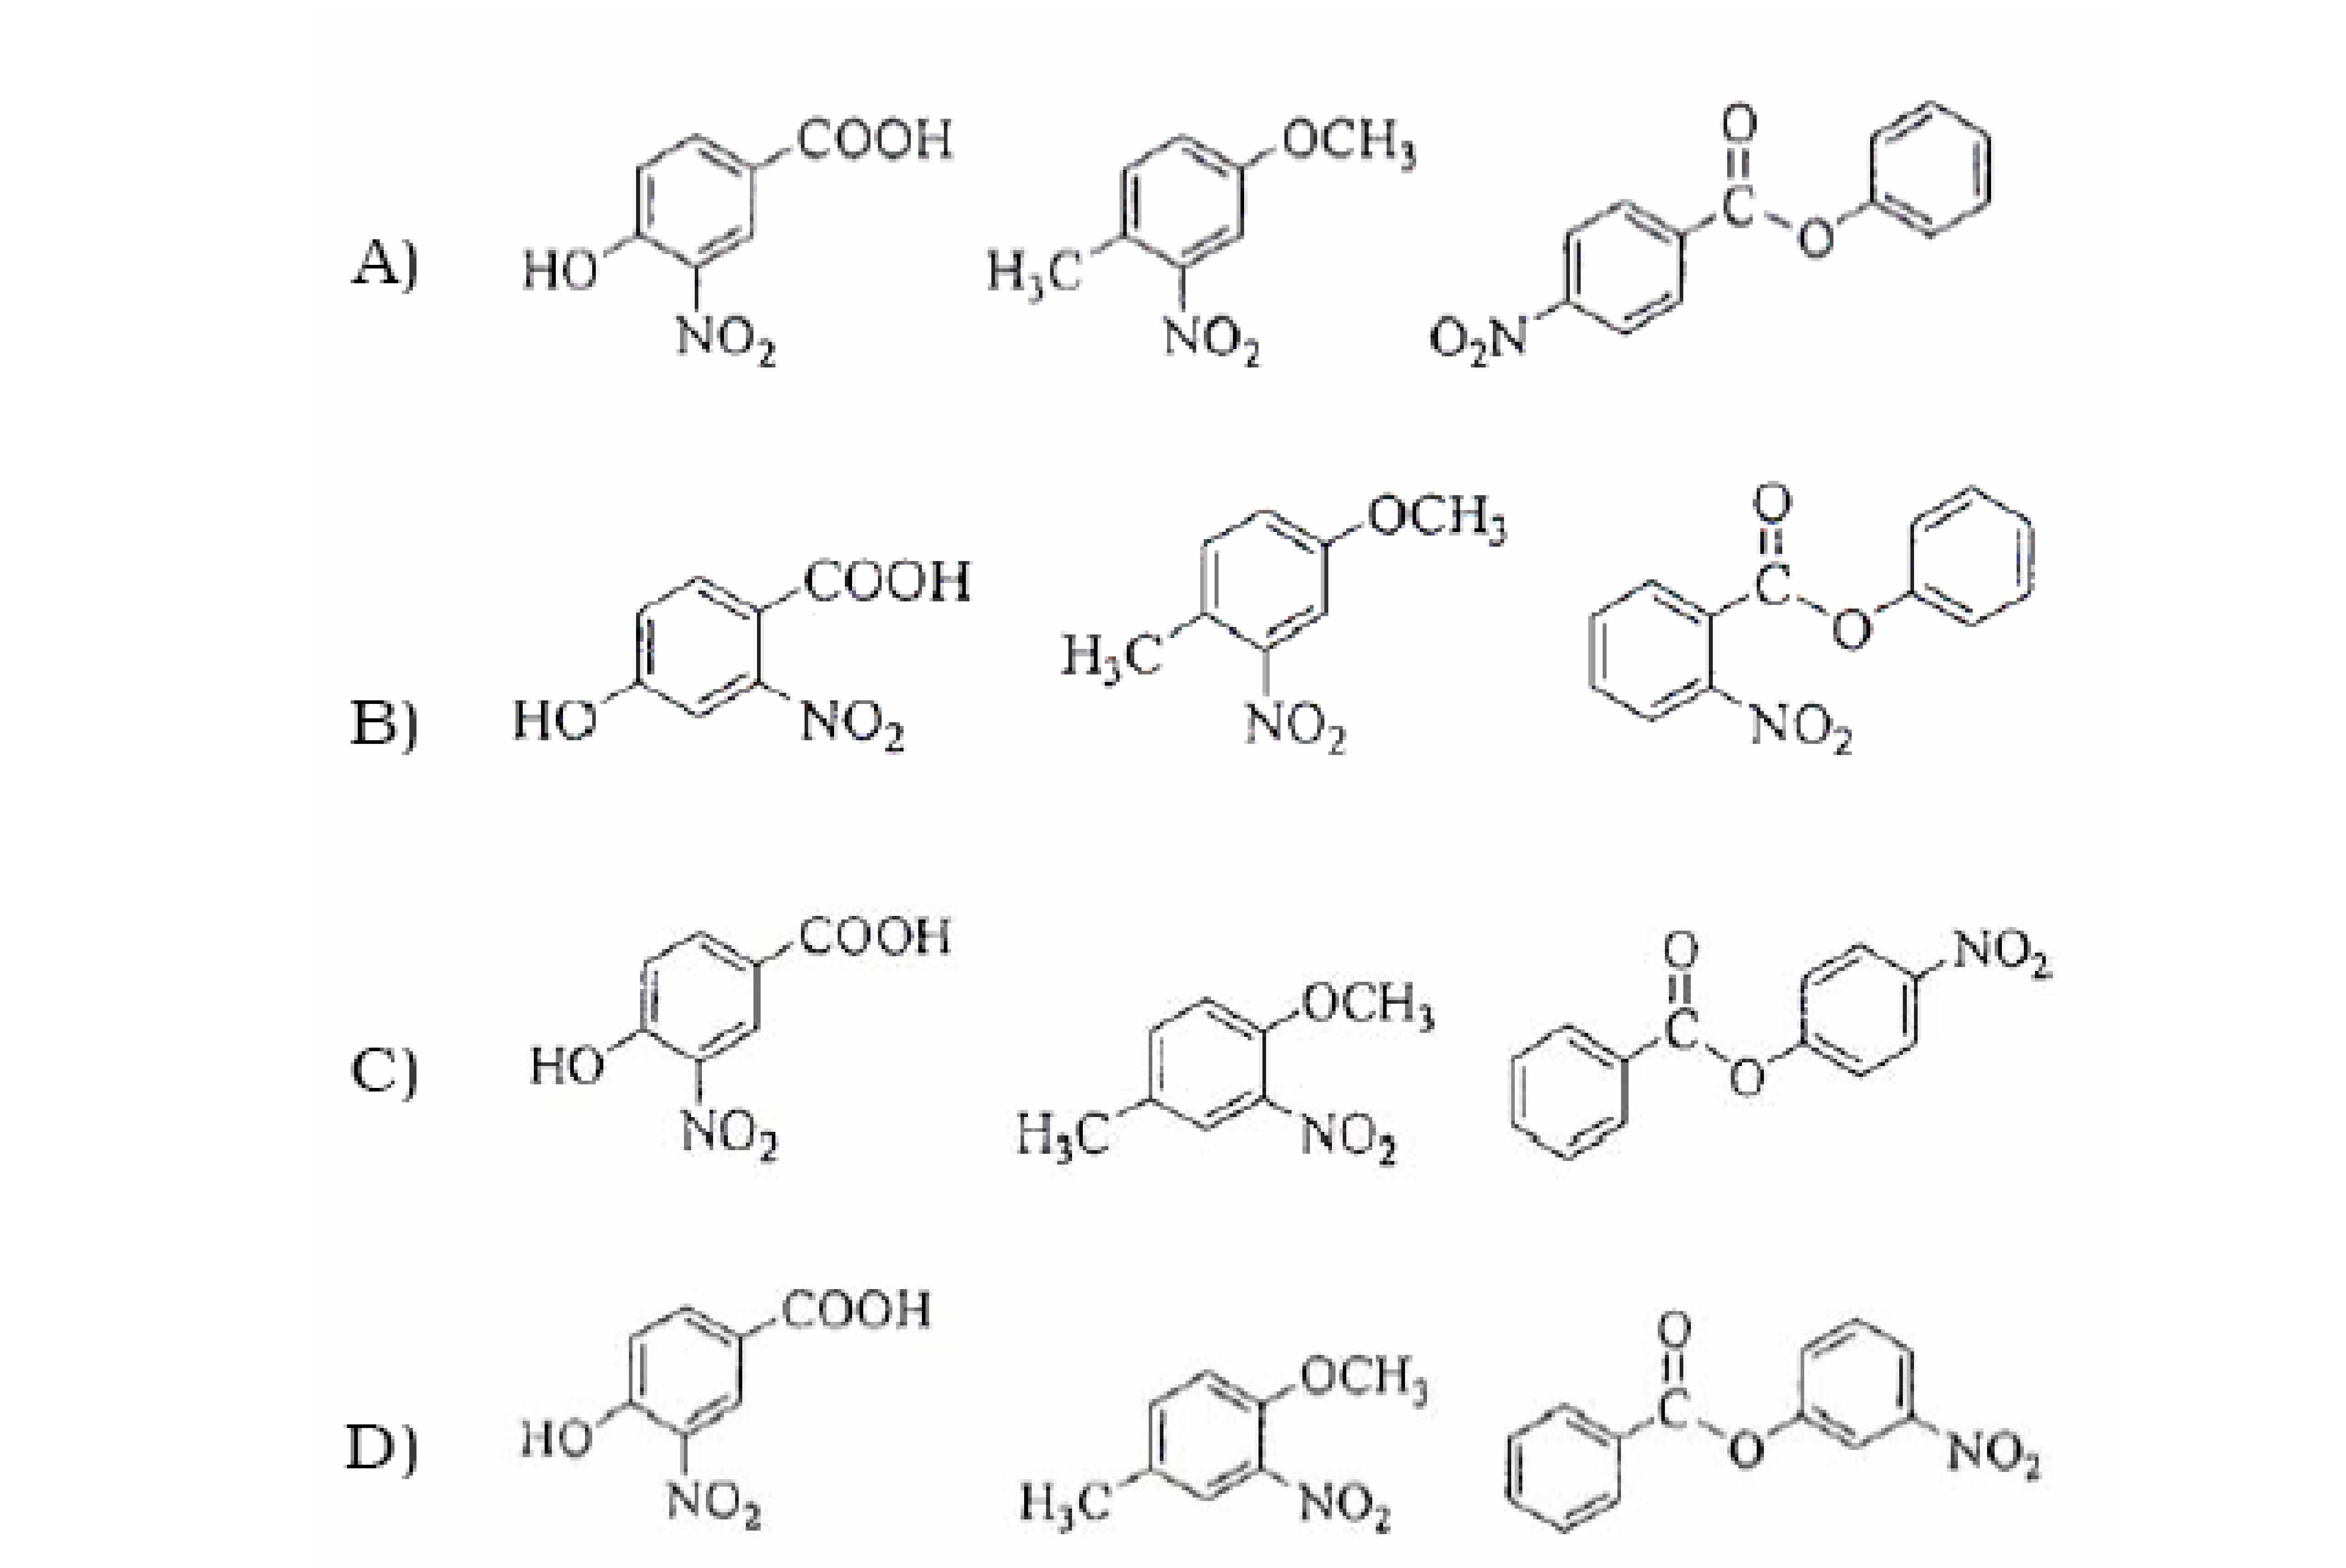 COOH OCH3 O
C
A) HO H3C O
NO2 NO2 O2N
OCH3 O
COOH C
H3C O
B) HO NO2 NO2 NO2
COOH O NO2
OCH3 C
C) HO O
NO2 H3C NO2
COOH O
OCH3 C
D) HO O NO2
NO2 H3C NO2